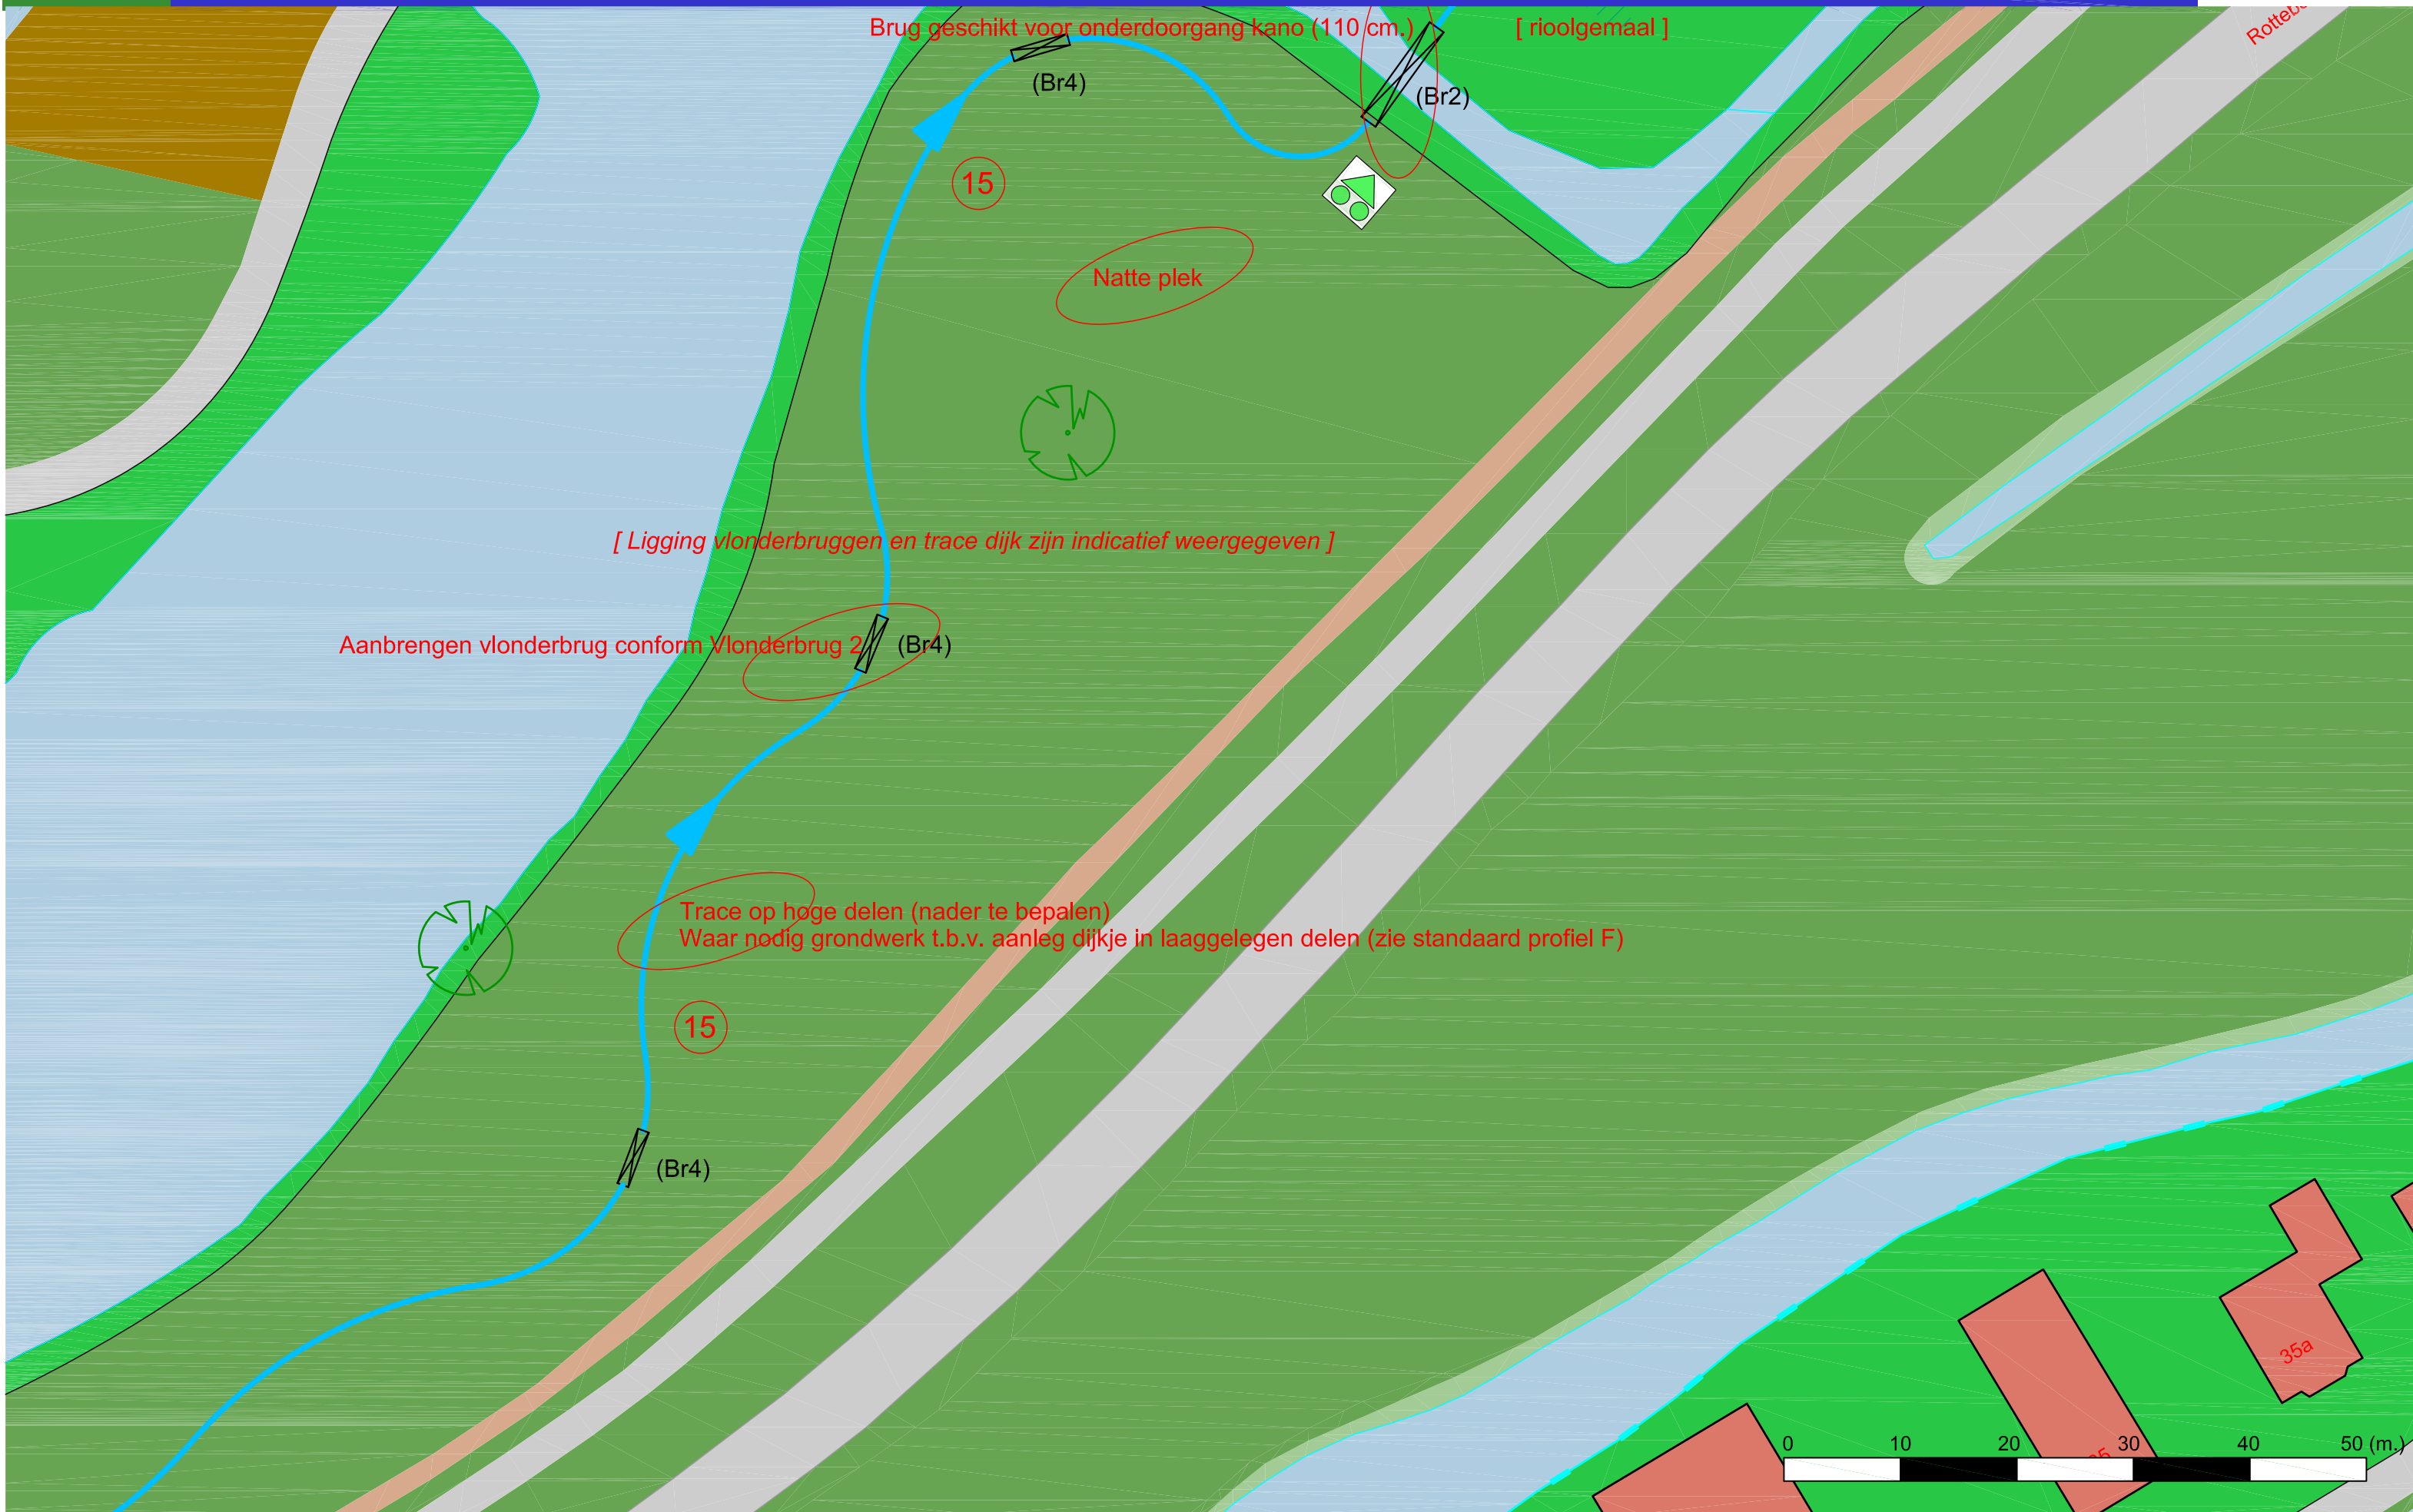 Brug geschikt voor onderdoorgang kano (110 cm.)
[ rioolgemaal ]
(Br4)
(Br2)
15
Natte plek
[ Ligging vlonderbruggen en trace dijk zijn indicatief weergegeven ]
Aanbrengen vlonderbrug conform Vlonderbrug 2
(Br4)
Trace op hoge delen (nader te bepalen)
Waar nodig grondwerk t.b.v. aanleg dijkje in laaggelegen delen (zie standaard profiel F)
15
(Br4)
35a
0 10 20 30 40 50 (m.)